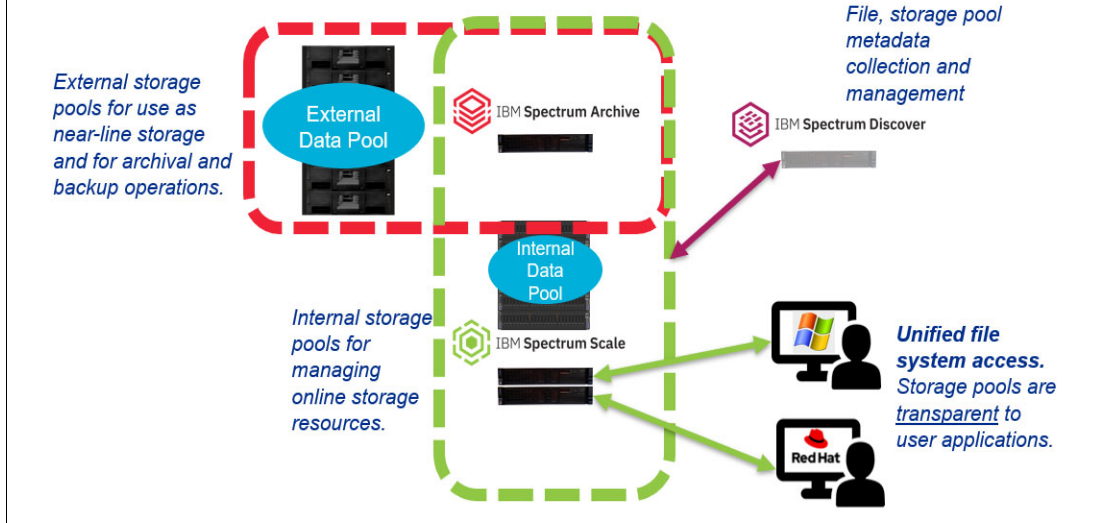 External storage
pools for use as
near-line storage
and for archival and
backup operations.
External
Data Pool
IBM Spectrum Archive
File, storage pool
metadata
collection and
management
IBM Spectrum Discover
Internal
Data
Pool
Internal storage
pools for
managing
online storage
resources.
IBM Spectrum Scale
Unified file
system access.
Storage pools are
transparent to
user applications.
Red Hat